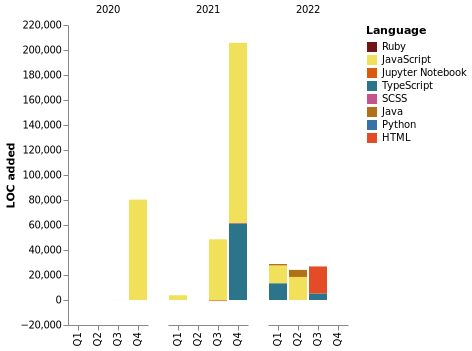 2020 2021 2022
220,000
200,000
180,000
160,000
140,000
120,000
100,000
80,000
60,000
40,000
20,000
0
−20,000
LOC added
Q1 Q2 Q3 Q4 Q1 Q2 Q3 Q4 Q1 Q2 Q3 Q4
Language
Ruby
JavaScript
Jupyter Notebook
TypeScript
SCSS
Java
Python
HTML